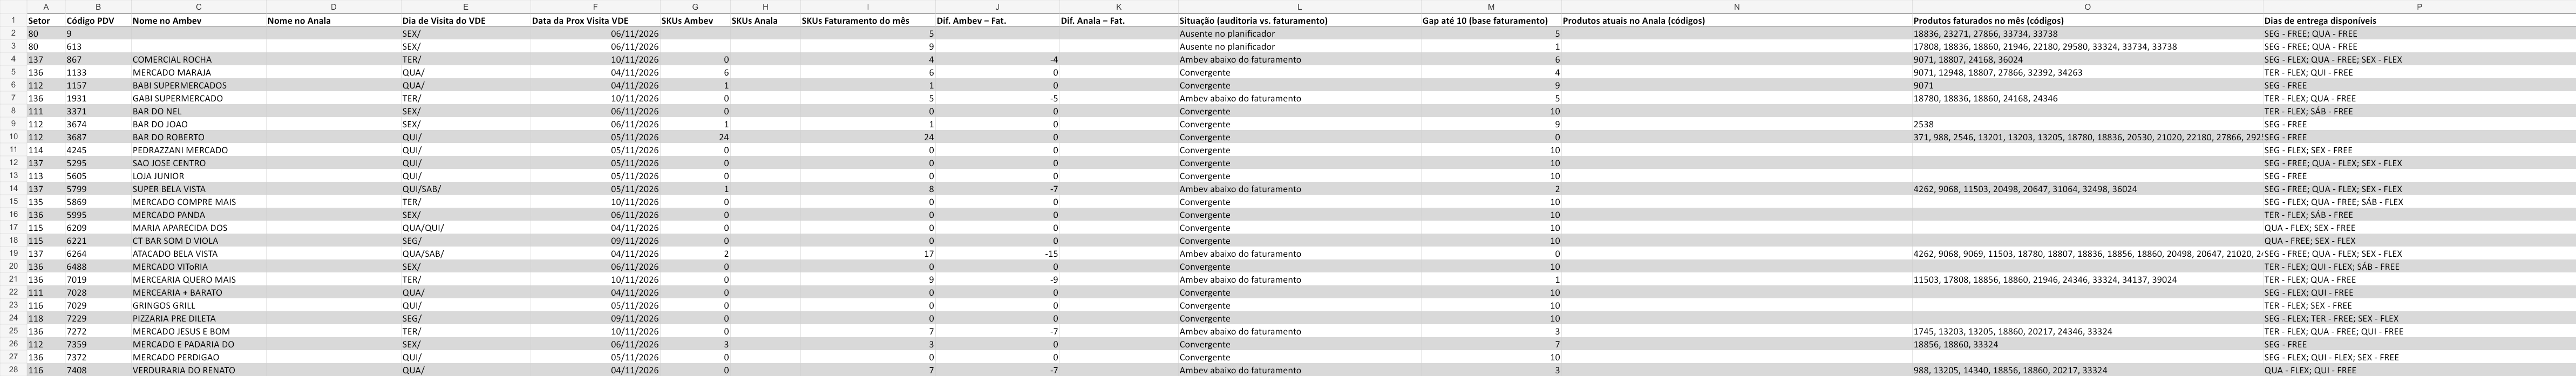 A B C D E F G H I J K L M N O P
1 Setor Código PDV Nome no Ambev Nome no Anala Dia de Visita do VDE Data da Prox Visita VDE SKUs Ambev SKUs Anala SKUs Faturamento do mês Dif. Ambev – Fat. Dif. Anala – Fat. Situação (auditoria vs. faturamento) Gap até 10 (base faturamento) Produtos atuais no Anala (códigos) Produtos faturados no mês (códigos) Dias de entrega disponíveis
2 80 9 SEX/ 06/11/2026 5 Ausente no planificador 5 18836, 23271, 27866, 33734, 33738 SEG - FREE; QUA - FREE
3 80 613 SEX/ 06/11/2026 9 Ausente no planificador 1 17808, 18836, 18860, 21946, 22180, 29580, 33324, 33734, 33738 SEG - FREE; QUA - FREE
4 137 867 COMERCIAL ROCHA TER/ 10/11/2026 0 4 -4 Ambev abaixo do faturamento 6 9071, 18807, 24168, 36024 SEG - FLEX; QUA - FREE; SEX - FLEX
5 136 1133 MERCADO MARAJA QUA/ 04/11/2026 6 6 0 Convergente 4 9071, 12948, 18807, 27866, 32392, 34263 TER - FLEX; QUI - FREE
6 112 1157 BABI SUPERMERCADOS QUA/ 04/11/2026 1 1 0 Convergente 9 9071 SEG - FREE
7 136 1931 GABI SUPERMERCADO TER/ 10/11/2026 0 5 -5 Ambev abaixo do faturamento 5 18780, 18836, 18860, 24168, 24346 TER - FLEX; QUA - FREE
8 111 3371 BAR DO NEL SEX/ 06/11/2026 0 0 0 Convergente 10 TER - FLEX; SÁB - FREE
9 112 3674 BAR DO JOAO SEX/ 06/11/2026 1 1 0 Convergente 9 2538 SEG - FREE
10 112 3687 BAR DO ROBERTO QUI/ 05/11/2026 24 24 0 Convergente 0 371, 988, 2546, 13201, 13203, 13205, 18780, 18836, 20530, 21020, 22180, 27866, 292 SEG - FREE
11 114 4245 PEDRAZZANI MERCADO QUI/ 05/11/2026 0 0 0 Convergente 10 SEG - FLEX; SEX - FREE
12 137 5295 SAO JOSE CENTRO QUI/ 05/11/2026 0 0 0 Convergente 10 SEG - FREE; QUA - FLEX; SEX - FLEX
13 113 5605 LOJA JUNIOR QUI/ 05/11/2026 0 0 0 Convergente 10 SEG - FREE
14 137 5799 SUPER BELA VISTA QUI/SAB/ 05/11/2026 1 8 -7 Ambev abaixo do faturamento 2 4262, 9068, 11503, 20498, 20647, 31064, 32498, 36024 SEG - FREE; QUA - FLEX; SEX - FLEX
15 135 5869 MERCADO COMPRE MAIS TER/ 10/11/2026 0 0 0 Convergente 10 SEG - FLEX; QUA - FREE; SÁB - FLEX
16 136 5995 MERCADO PANDA SEX/ 06/11/2026 0 0 0 Convergente 10 TER - FLEX; SÁB - FREE
17 115 6209 MARIA APARECIDA DOS QUA/QUI/ 04/11/2026 0 0 0 Convergente 10 QUA - FLEX; SEX - FREE
18 115 6221 CT BAR SOM D VIOLA SEG/ 09/11/2026 0 0 0 Convergente 10 QUA - FREE; SEX - FLEX
19 137 6264 ATACADO BELA VISTA QUA/SAB/ 04/11/2026 2 17 -15 Ambev abaixo do faturamento 0 4262, 9068, 9069, 11503, 18780, 18807, 18836, 18856, 18860, 20498, 20647, 21020, 2 SEG - FREE; QUA - FLEX; SEX - FLEX
20 136 6488 MERCADO VIToRIA SEX/ 06/11/2026 0 0 0 Convergente 10 TER - FLEX; QUI - FLEX; SÁB - FREE
21 136 7019 MERCEARIA QUERO MAIS TER/ 10/11/2026 0 9 -9 Ambev abaixo do faturamento 1 11503, 17808, 18856, 18860, 21946, 24346, 33324, 34137, 39024 TER - FLEX; QUA - FREE
22 111 7028 MERCEARIA + BARATO QUA/ 04/11/2026 0 0 0 Convergente 10 SEG - FLEX; QUI - FREE
23 116 7029 GRINGOS GRILL QUI/ 05/11/2026 0 0 0 Convergente 10 TER - FLEX; SEX - FREE
24 118 7229 PIZZARIA PRE DILETA SEG/ 09/11/2026 0 0 0 Convergente 10 SEG - FLEX; TER - FREE; SEX - FLEX
25 136 7272 MERCADO JESUS E BOM TER/ 10/11/2026 0 7 -7 Ambev abaixo do faturamento 3 1745, 13203, 13205, 18860, 20217, 24346, 33324 TER - FLEX; QUA - FREE; QUI - FREE
26 112 7359 MERCADO E PADARIA DO SEX/ 06/11/2026 3 3 0 Convergente 7 18856, 18860, 33324 SEG - FREE
27 136 7372 MERCADO PERDIGAO QUI/ 05/11/2026 0 0 0 Convergente 10 SEG - FLEX; QUI - FLEX; SEX - FREE
28 116 7408 VERDURARIA DO RENATO QUA/ 04/11/2026 0 7 -7 Ambev abaixo do faturamento 3 988, 13205, 14340, 18856, 18860, 20217, 33324 QUA - FLEX; QUI - FREE